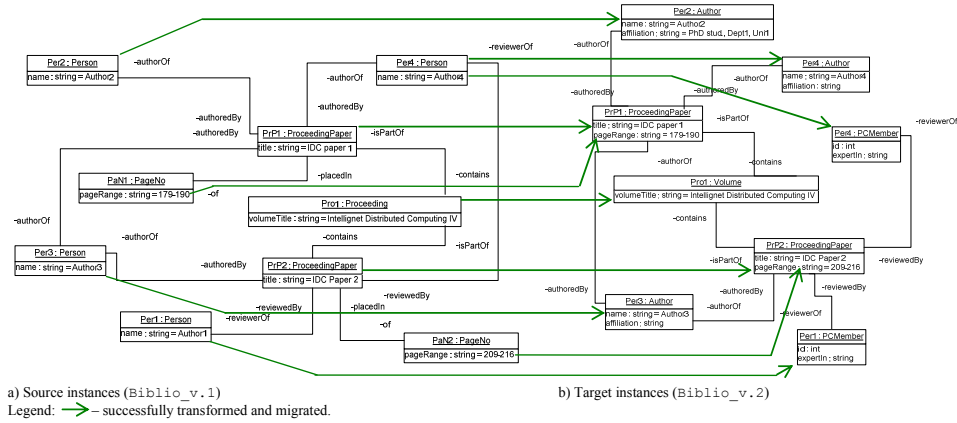 Per2 : Author
name : string = Author2
affiliation : string = PhD stud., Dept1, Uni1
-reviewerOf
-authorOf
Per2 : Person
name : string = Author2
Per4 : Person
name : string = Author4
Per4 : Author
name : string = Author4
affiliation : string
-authorOf
-authorOf
-authoredBy
-authoredBy
-authoredBy
-authoredBy
PrP1 : ProceedingPaper
title : string = IDC paper 1
-isPartOf
PrP1 : ProceedingPaper
title : string = IDC paper 1
pageRange : string = 179-190
-reviewerOf
Per4 : PCMember
id : int
expertIn : string
-authorOf
-contains
PaN1 : PageNo
pageRange : string = 179-190
-of
-placedIn
-contains
Pro1 : Proceeding
volumeTitle : string = Intellignet Distributed Computing IV
Pro1 : Volume
volumeTitle : string = Intellignet Distributed Computing IV
-authorOf
-authorOf
-contains
-isPartOf
-contains
Per3 : Person
name : string = Author3
-authoredBy
PrP2 : ProceedingPaper
title : string = IDC Paper 2
-isPartOf
PrP2 : ProceedingPaper
title : string = IDC Paper2
pageRange : string = 209-216
-reviewedBy
-reviewedBy
-reviewedBy
-placedIn
-authoredBy
-authoredBy
-reviewedBy
Per3 : Author
name : string = Author3
affiliation : string
-authorOf
-reviewerOf
Per1 : Person
name : string = Author1
-reviewerOf
-of
PaN2 : PageNo
pageRange : string = 209-216
Per1 : PCMember
id : int
expertIn : string
a) Source instances (Biblio_v.1)
b) Target instances (Biblio_v.2)
Legend: – successfully transformed and migrated.